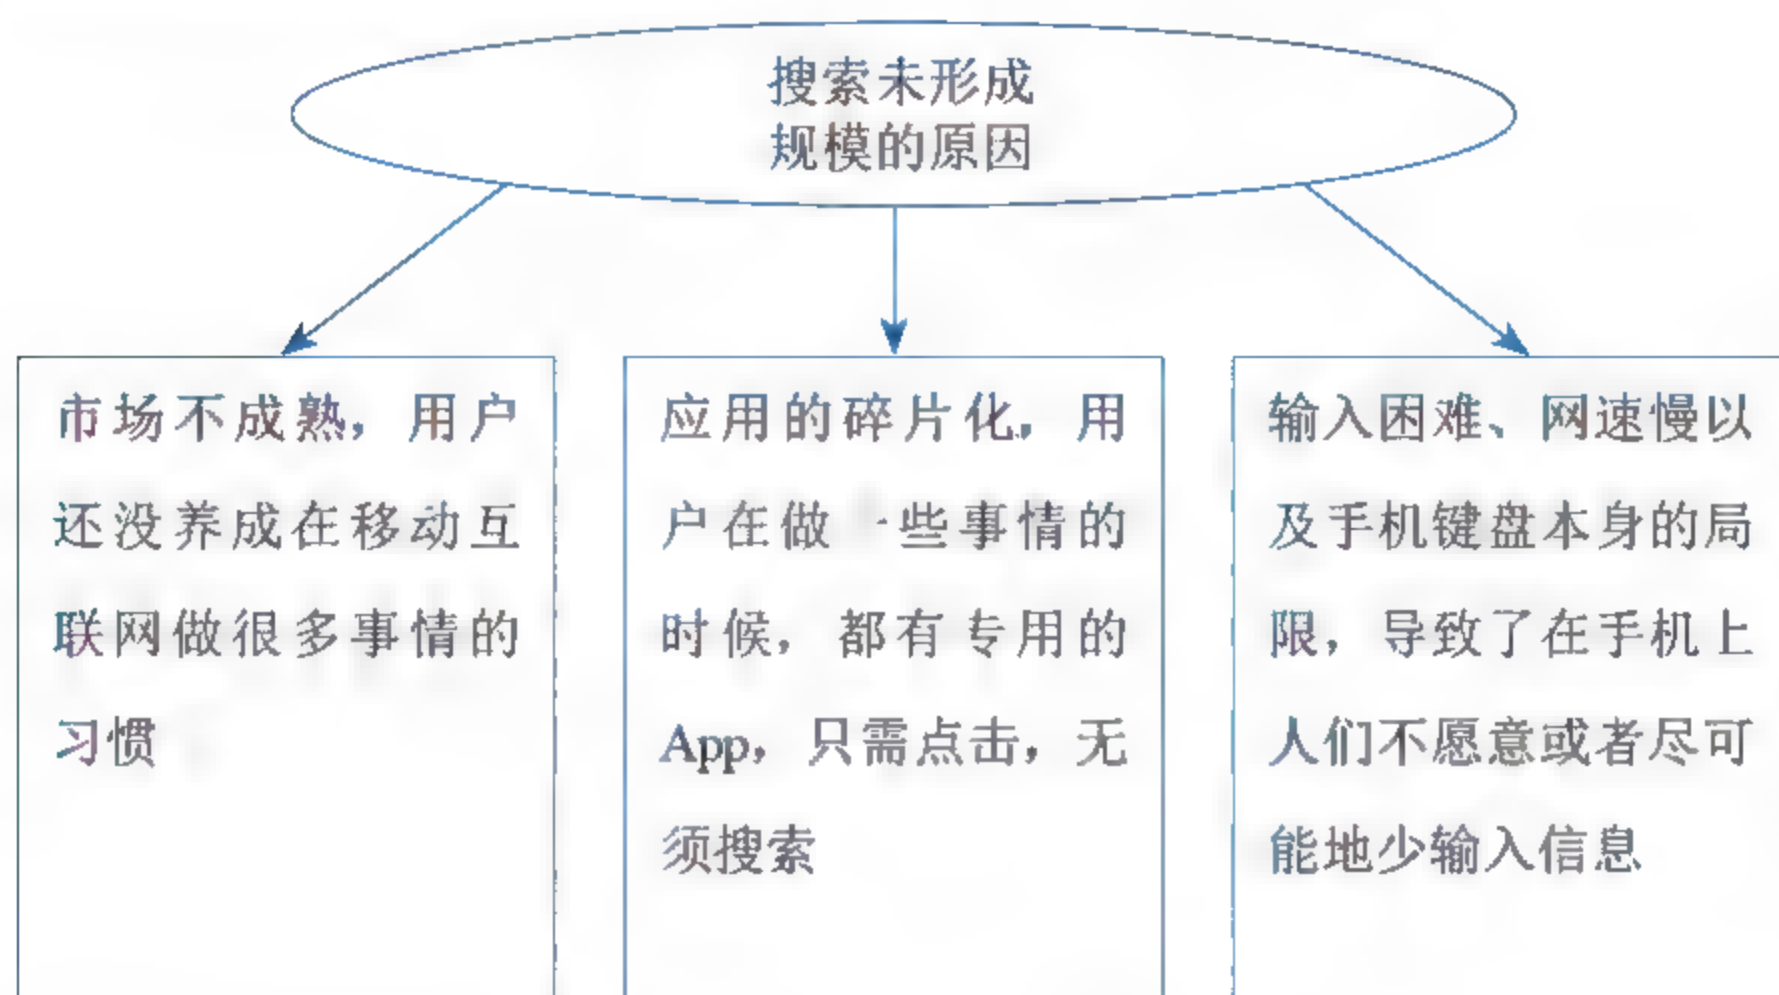 搜索未形成
规模的原因
市场不成熟，用户
还没养成在移动互
联网做很多事情的
习惯
应用的碎片化，用
户在做一些事情的
时候，都有专用的
App，只需点击，无
须搜索
输入困难、网速慢以
及手机键盘本身的局
限，导致了在手机上
人们不愿意或者尽可
能地少输入信息